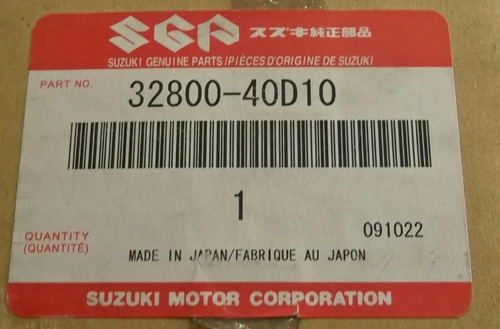 SGP スズキ純正部品
SUZUKI GENUINE PARTS/PIÈCES D'ORIGINE DE SUZUKI
PART NO. 32800-40D10
1
QUANTITY
(QUANTITÉ)
091022
MADE IN JAPAN/FABRIQUE AU JAPON
SUZUKI MOTOR CORPORATION